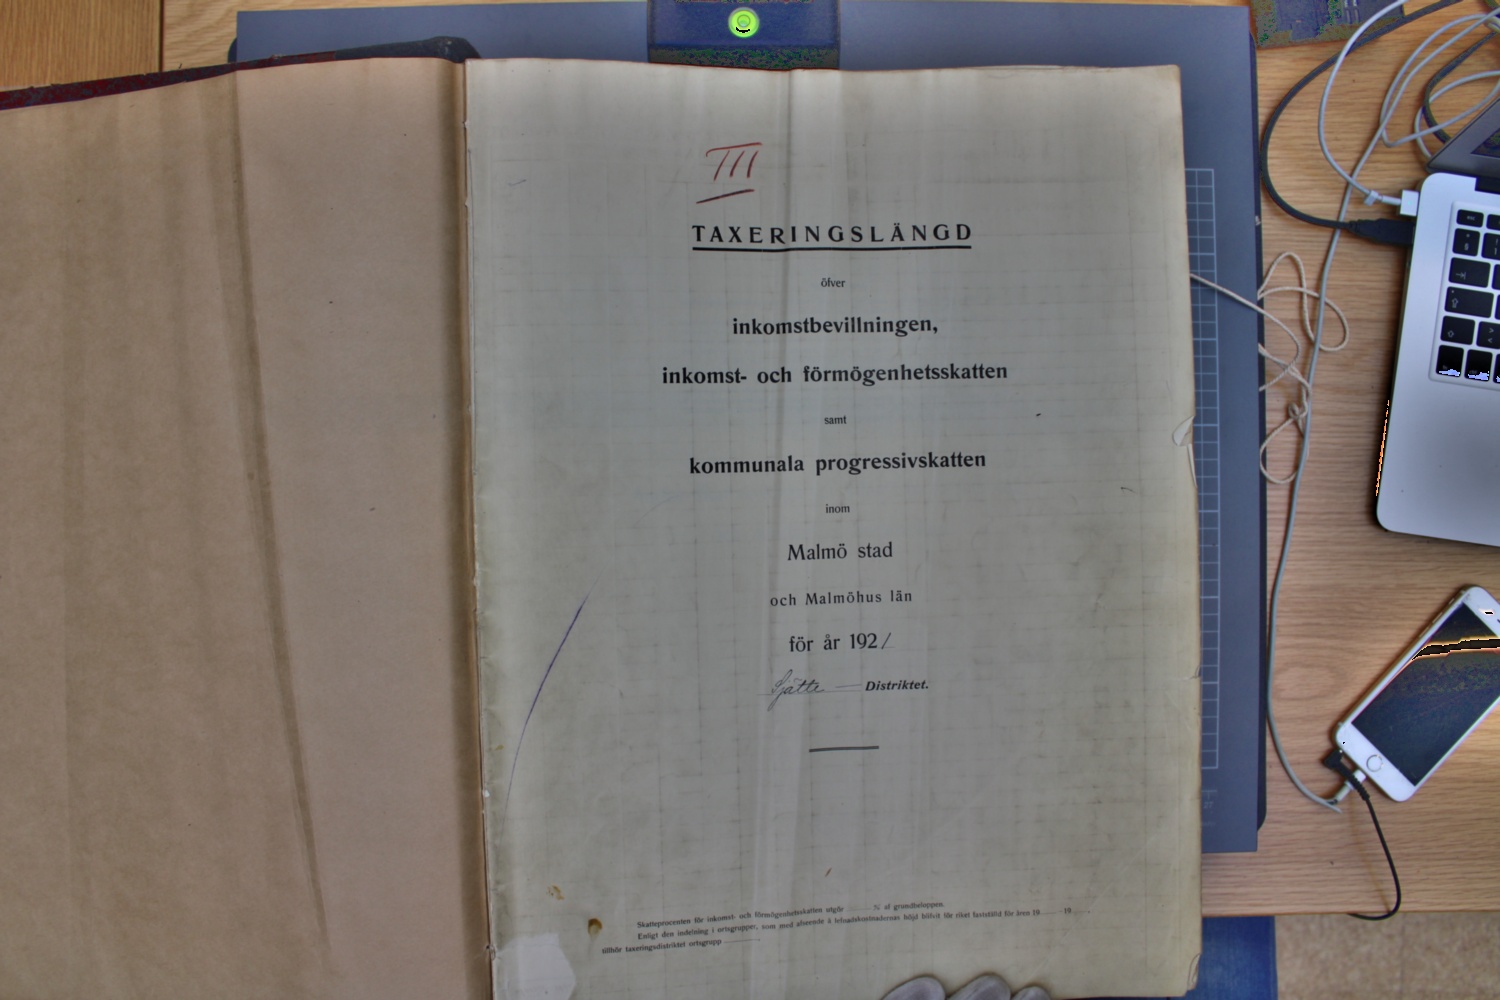 III
TAXERINGSLÄNGD
öfver
inkomstbevillningen,
inkomst- och förmögenhetsskatten
samt
kommunala progressivskatten
inom
Malmö stad
och Malmöhus län
för år 192/
Sjätte Distriktet.
Skatteprocenten för inkomst- och förmögenhetsskatten utgör ........ % af grundbeloppen.
Enligt den indelning i ortsgrupper, som med afseende å lefnadskostnadernas höjd blifvit för riket fastställd för åren 19......19......,
tillhör taxeringsdistriktet ortsgrupp ............